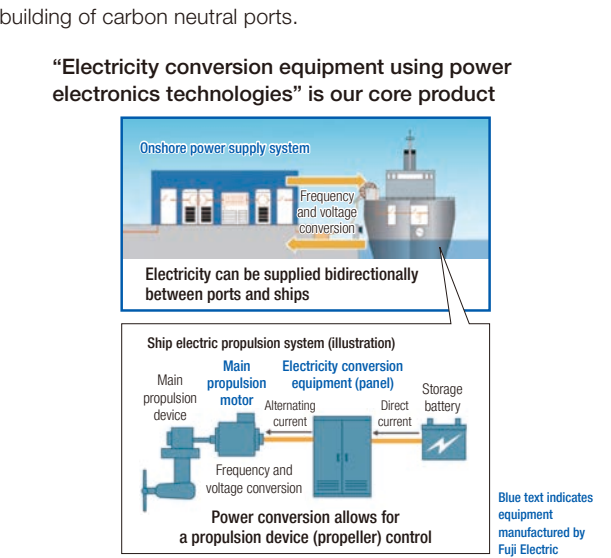 building of carbon neutral ports.
“Electricity conversion equipment using power
electronics technologies” is our core product
Onshore power supply system
Frequency
and voltage
conversion
Electricity can be supplied bidirectionally
between ports and ships
Ship electric propulsion system (illustration)
Main
propulsion
device
Main
propulsion
motor
Alternating
current
Electricity conversion
equipment (panel)
Direct
current
Storage
battery
Frequency and
voltage conversion
Power conversion allows for
a propulsion device (propeller) control
Blue text indicates
equipment
manufactured by
Fuji Electric